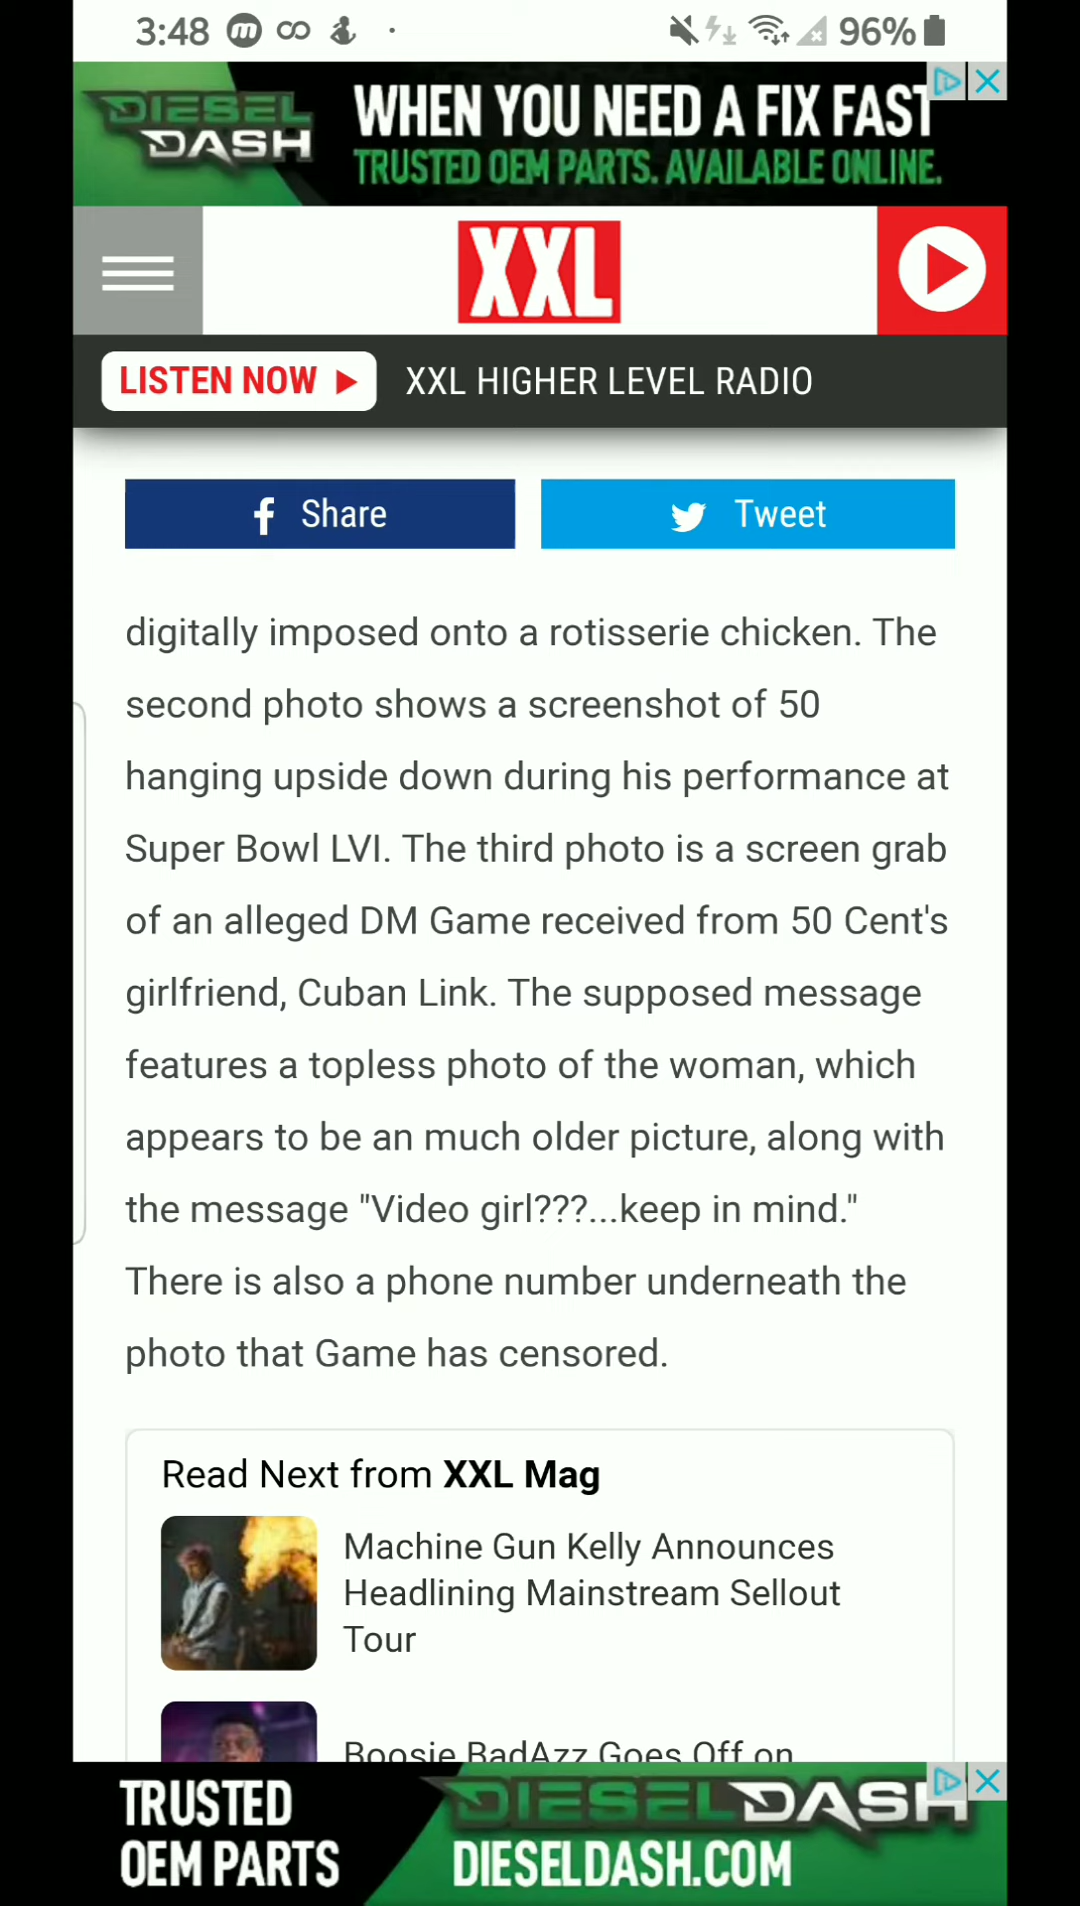 3:48
96%
DIESEL
DASH
WHEN YOU NEED A FIX FAST
TRUSTED OEM PARTS. AVAILABLE ONLINE.
XXL
LISTEN NOW
XXL HIGHER LEVEL RADIO
Share
Tweet
digitally imposed onto a rotisserie chicken. The
second photo shows a screenshot of 50
hanging upside down during his performance at
Super Bowl LVI. The third photo is a screen grab
of an alleged DM Game received from 50 Cent's
girlfriend, Cuban Link. The supposed message
features a topless photo of the woman, which
appears to be an much older picture, along with
the message "Video girl???...keep in mind."
There is also a phone number underneath the
photo that Game has censored.
Read Next from XXL Mag
Machine Gun Kelly Announces
Headlining Mainstream Sellout
Tour
Boosie BadAzz Goes Off on
TRUSTED
OEM PARTS
DIESELDASH
DIESELDASH.COM